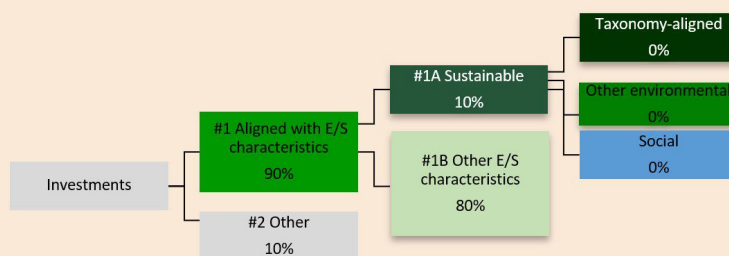 Taxonomy-aligned
0%
#1A Sustainable
10%
Other environmental
0%
#1 Aligned with E/S
characteristics
90%
Social
0%
#1B Other E/S
characteristics
80%
Investments
#2 Other
10%